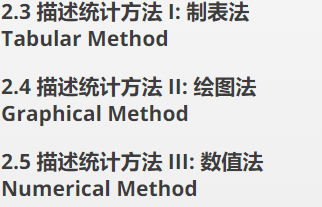 2.3 描述统计方法 I: 制表法
Tabular Method
2.4 描述统计方法 II: 绘图法
Graphical Method
2.5 描述统计方法 III: 数值法
Numerical Method